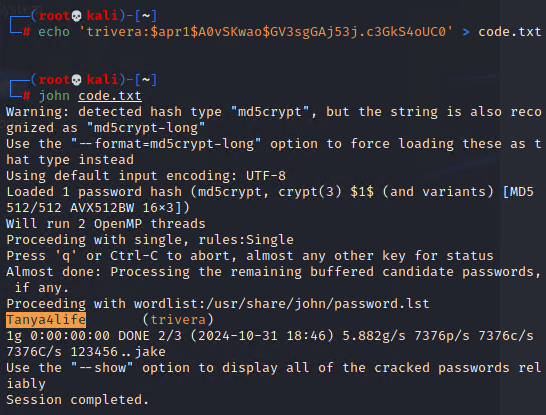 (root💀kali)-[~]
# echo 'trivera:$apr1$A0vSKwao$GV3sgGAj53j.c3GkS4oUC0' > code.txt
(root💀kali)-[~]
# john code.txt
Warning: detected hash type "md5crypt", but the string is also reco
gnized as "md5crypt-long"
Use the "--format=md5crypt-long" option to force loading these as t
hat type instead
Using default input encoding: UTF-8
Loaded 1 password hash (md5crypt, crypt(3) $1$ (and variants) [MD5
512/512 AVX512BW 16×3])
Will run 2 OpenMP threads
Proceeding with single, rules:Single
Press 'q' or Ctrl-C to abort, almost any other key for status
Almost done: Processing the remaining buffered candidate passwords,
 if any.
Proceeding with wordlist:/usr/share/john/password.lst
Tanya4life       (trivera)
1g 0:00:00:00 DONE 2/3 (2024-10-31 18:46) 5.882g/s 7376p/s 7376c/s
7376C/s 123456..jake
Use the "--show" option to display all of the cracked passwords rel
iably
Session completed.